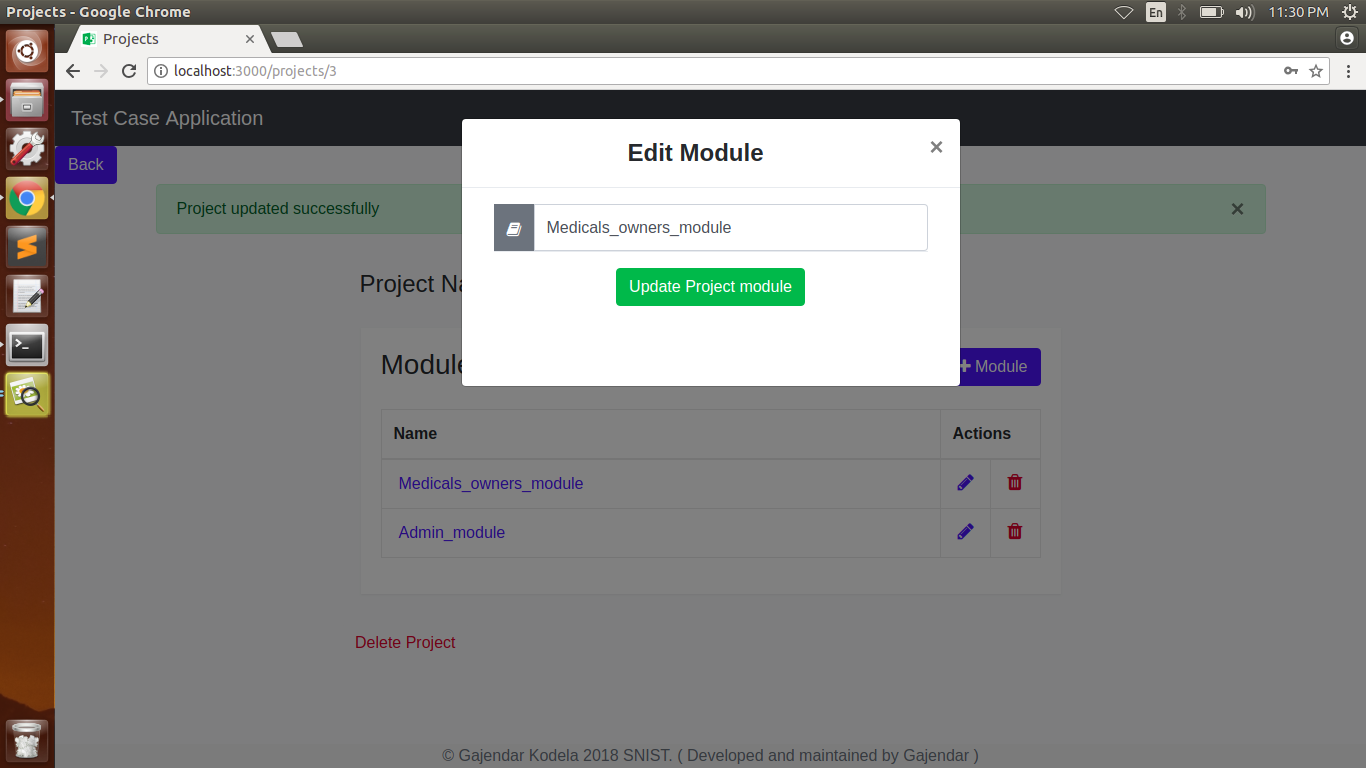 Projects - Google Chrome
En
11:30 PM
Projects
localhost:3000/projects/3
Test Case Application
Back
Edit Module
×
Project updated successfully
×
Medicals_owners_module
Update Project module
Project Na
Module
Module
Name
Actions
Medicals_owners_module
Admin_module
Delete Project
© Gajendar Kodela 2018 SNIST. ( Developed and maintained by Gajendar )